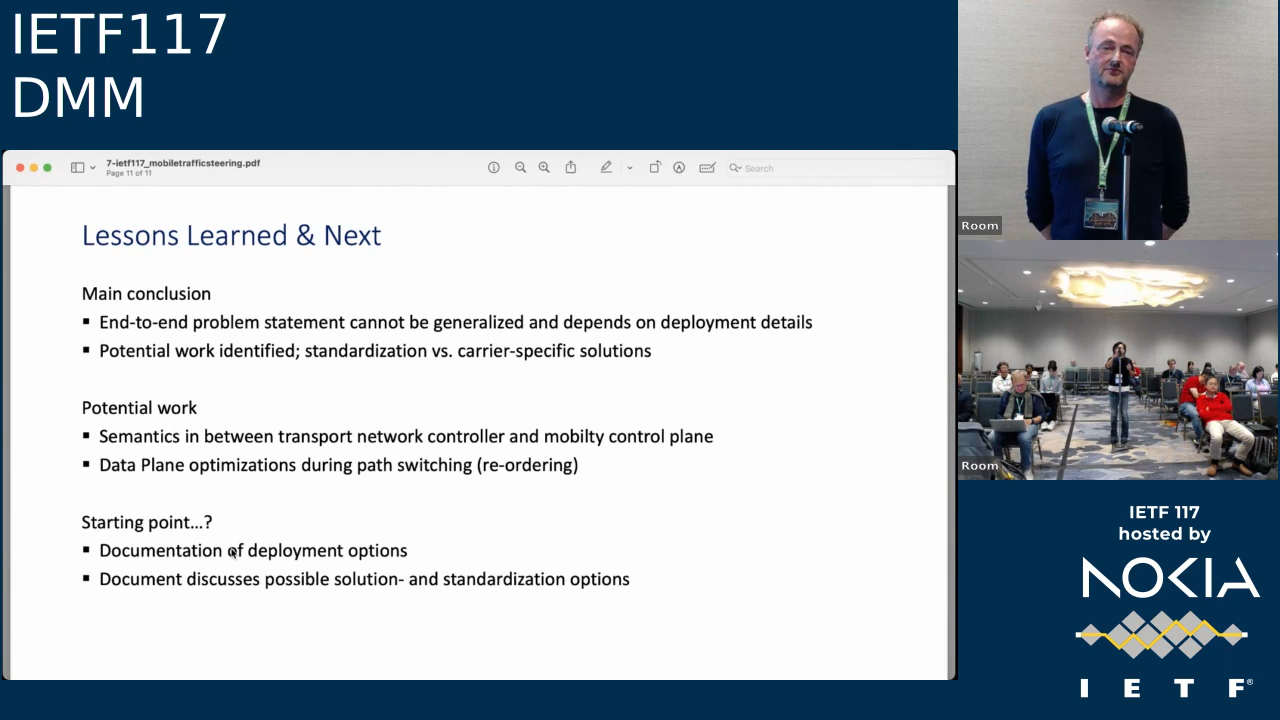 IETF117
DMM
7-ietf117_mobiletrafficsteering.pdf
Page 11 of 11
Search
Lessons Learned & Next
Main conclusion
▪ End-to-end problem statement cannot be generalized and depends on deployment details
▪ Potential work identified; standardization vs. carrier-specific solutions
Potential work
▪ Semantics in between transport network controller and mobilty control plane
▪ Data Plane optimizations during path switching (re-ordering)
Starting point...?
▪ Documentation of deployment options
▪ Document discusses possible solution- and standardization options
Room
Room
IETF 117
hosted by
NOKIA
I E T F®